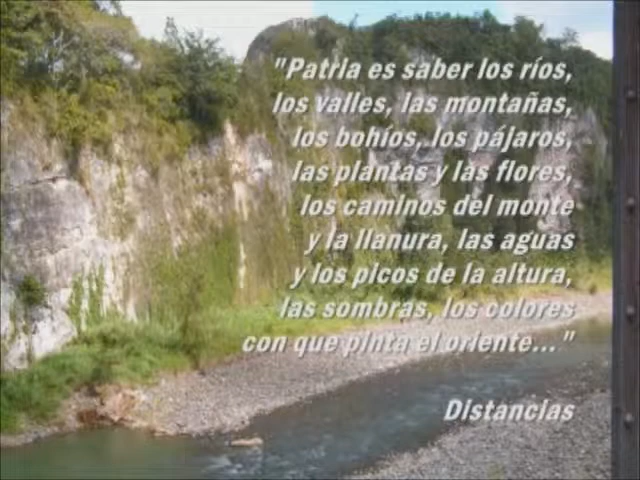 "Patria es saber los ríos,
los valles, las montañas,
los bohíos, los pájaros,
las plantas y las flores,
los caminos del monte
y la llanura, las aguas
y los picos de la altura,
las sombras, los colores
con que pinta el oriente..."
Distancias